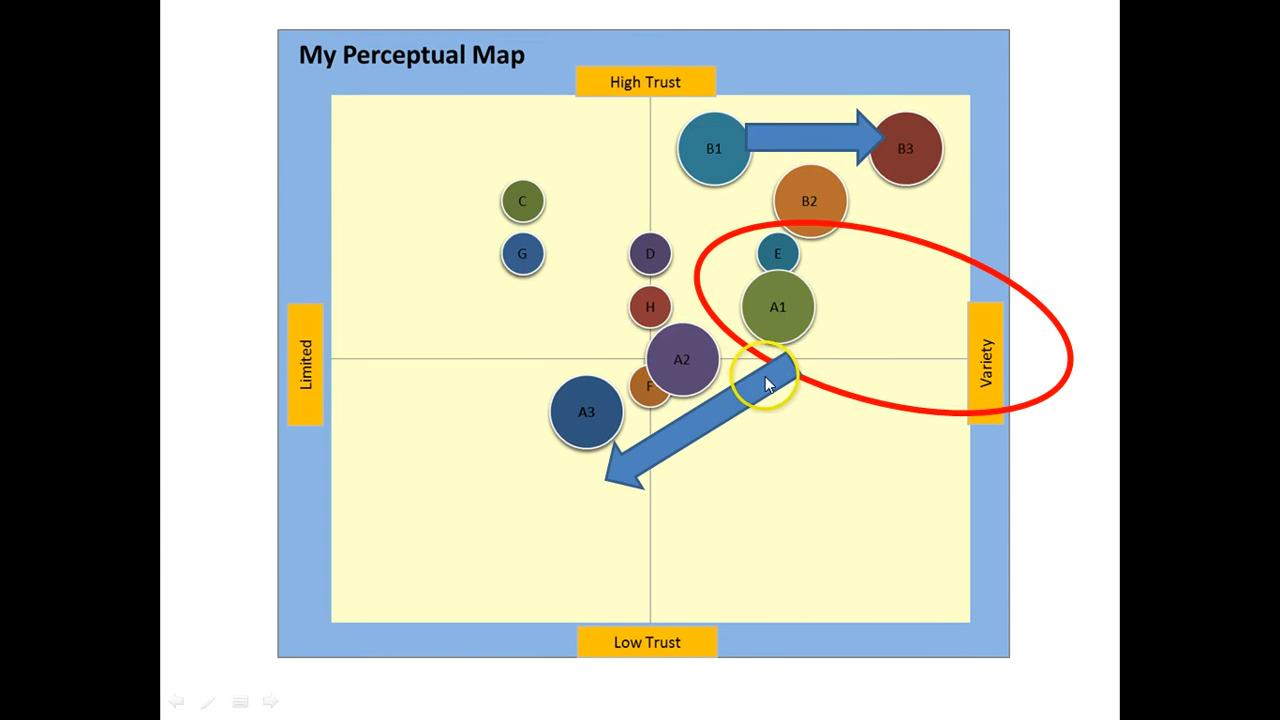 My Perceptual Map
High Trust
B1
B3
C
B2
G
D
E
H
A1
Limited
A2
Variety
F
A3
Low Trust